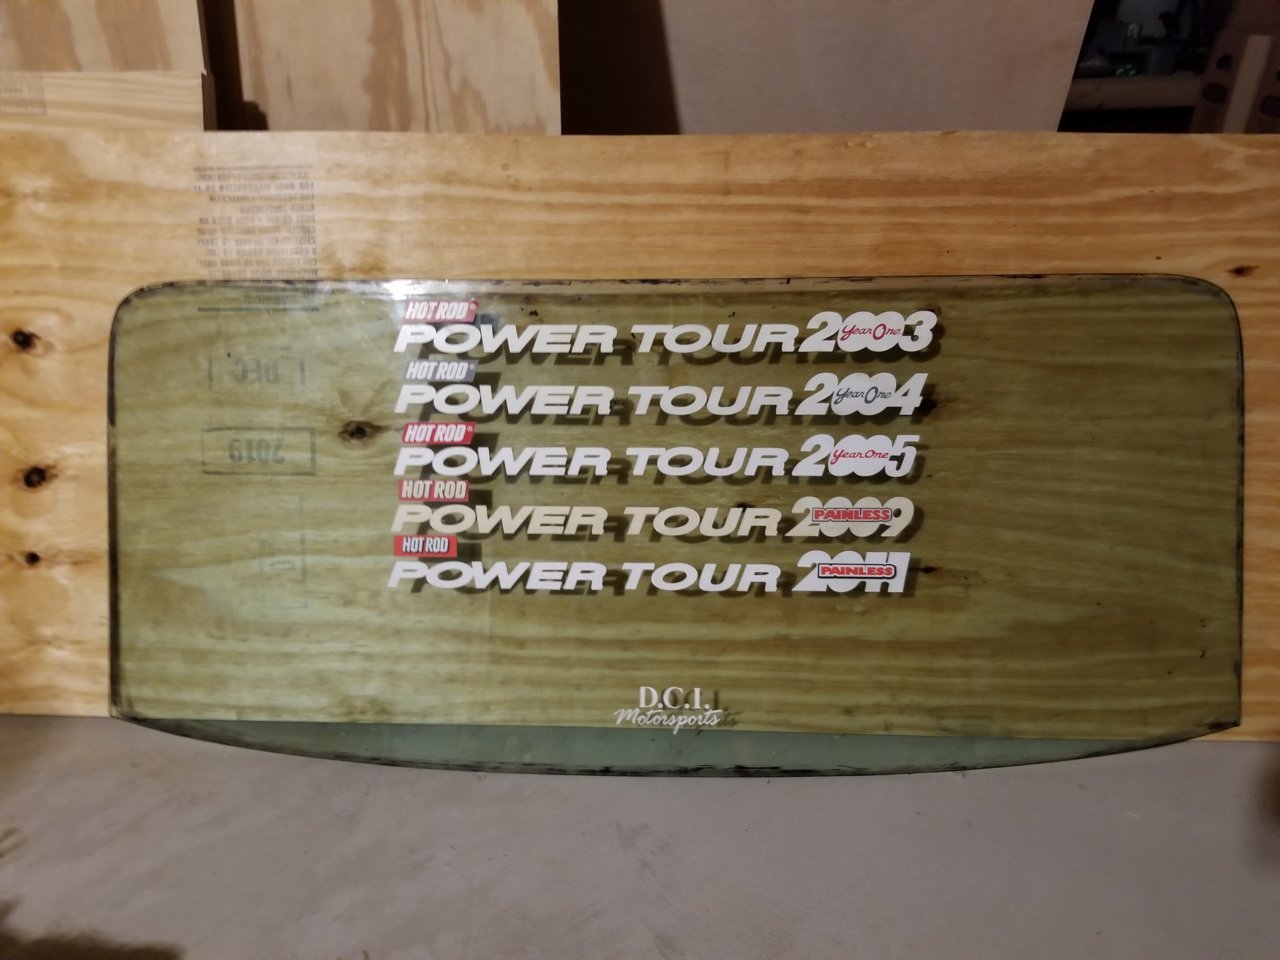 HOT ROD®
POWER TOUR 2003
Year One
HOT ROD®
POWER TOUR 2004
Year One
HOT ROD®
POWER TOUR 2005
Year One
HOT ROD
POWER TOUR 2009
PAINLESS
HOT ROD
POWER TOUR 2011
PAINLESS
D.C.I.
Motorsports
DEC
2019